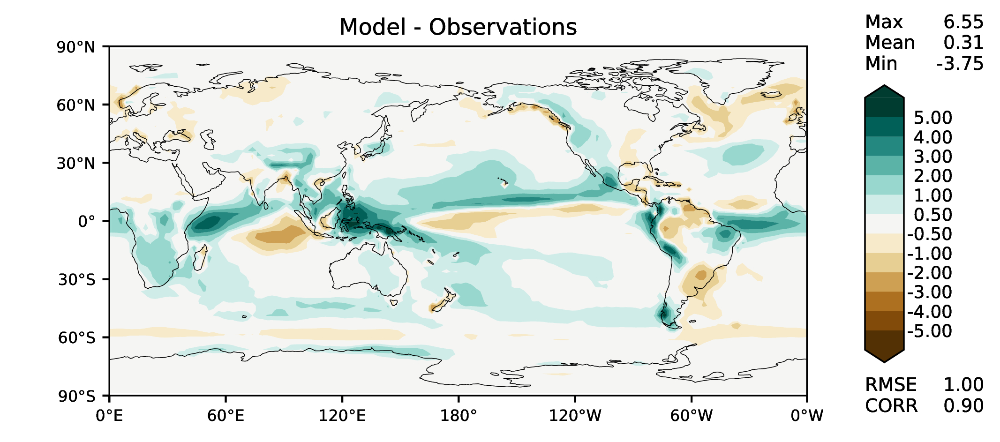 Model - Observations
Max 6.55
Mean 0.31
Min -3.75
90°N
60°N
30°N
0°
30°S
60°S
90°S
0°E 60°E 120°E 180° 120°W 60°W 0°W
5.00
4.00
3.00
2.00
1.00
0.50
-0.50
-1.00
-2.00
-3.00
-4.00
-5.00
RMSE 1.00
CORR 0.90